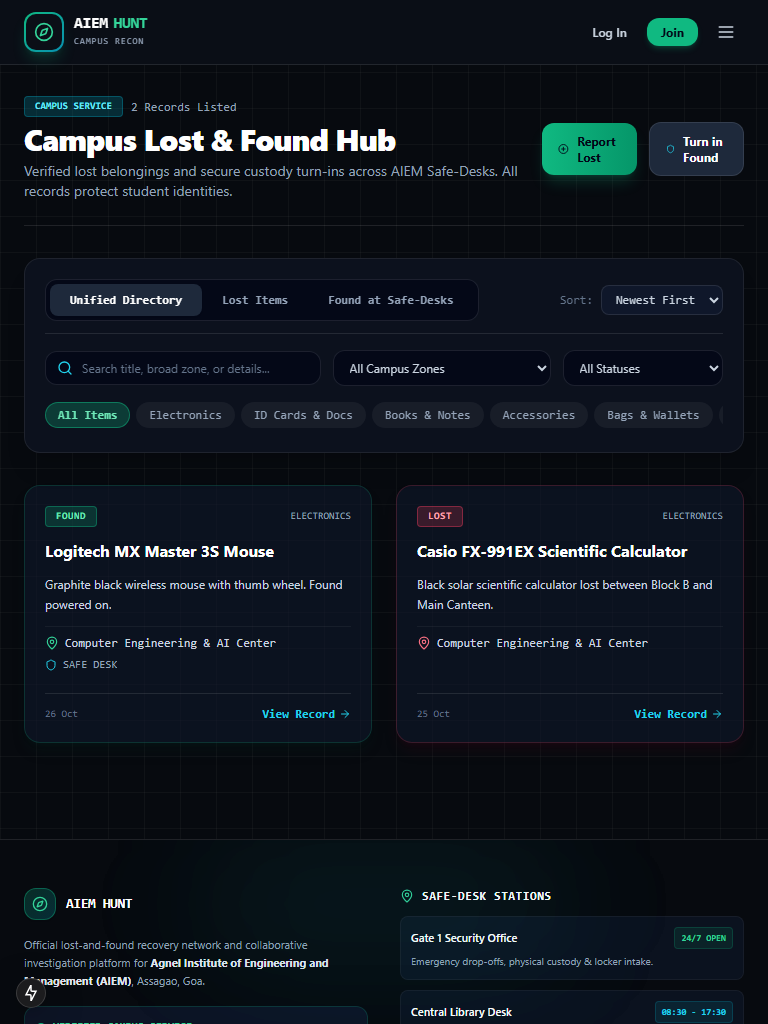 AIEM HUNT
CAMPUS RECON
Log In
Join
CAMPUS SERVICE
2 Records Listed
Campus Lost & Found Hub
Verified lost belongings and secure custody turn-ins across AIEM Safe-Desks. All
records protect student identities.
Report
Lost
Turn in
Found
Unified Directory
Lost Items
Found at Safe-Desks
Sort:
Newest First
Search title, broad zone, or details...
All Campus Zones
All Statuses
All Items
Electronics
ID Cards & Docs
Books & Notes
Accessories
Bags & Wallets
FOUND
ELECTRONICS
Logitech MX Master 3S Mouse
Graphite black wireless mouse with thumb wheel. Found
powered on.
Computer Engineering & AI Center
SAFE DESK
26 Oct
View Record
LOST
ELECTRONICS
Casio FX-991EX Scientific Calculator
Black solar scientific calculator lost between Block B and
Main Canteen.
Computer Engineering & AI Center
25 Oct
View Record
AIEM HUNT
Official lost-and-found recovery network and collaborative
investigation platform for Agnel Institute of Engineering and
Management (AIEM), Assagao, Goa.
SAFE-DESK STATIONS
Gate 1 Security Office
24/7 OPEN
Emergency drop-offs, physical custody & locker intake.
Central Library Desk
08:30 - 17:30